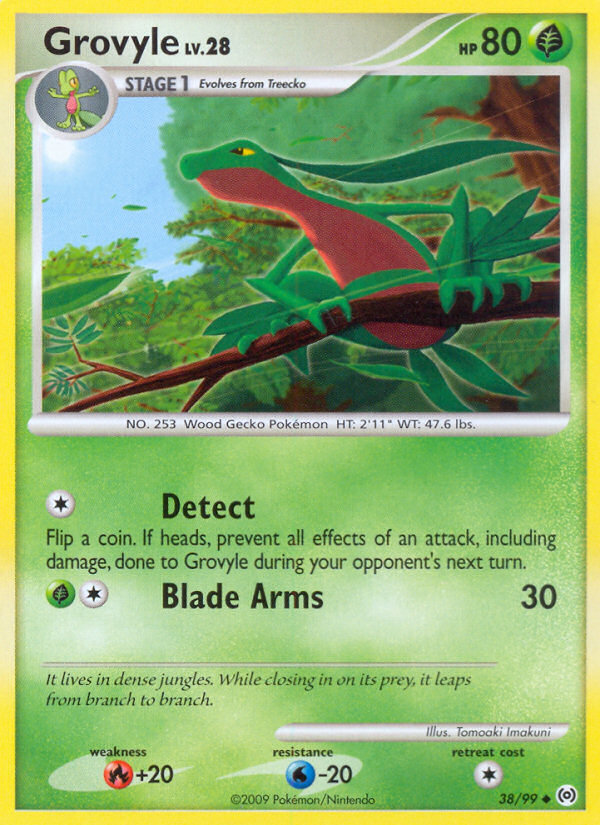 Grovyle LV.28 HP 80
STAGE 1 Evolves from Treecko
NO. 253 Wood Gecko Pokémon HT: 2'11" WT: 47.6 lbs.
Detect
Flip a coin. If heads, prevent all effects of an attack, including
damage, done to Grovyle during your opponent's next turn.
Blade Arms 30
It lives in dense jungles. While closing in on its prey, it leaps
from branch to branch.
Illus. Tomoaki Imakuni
weakness resistance retreat cost
+20 -20
©2009 Pokémon/Nintendo 38/99